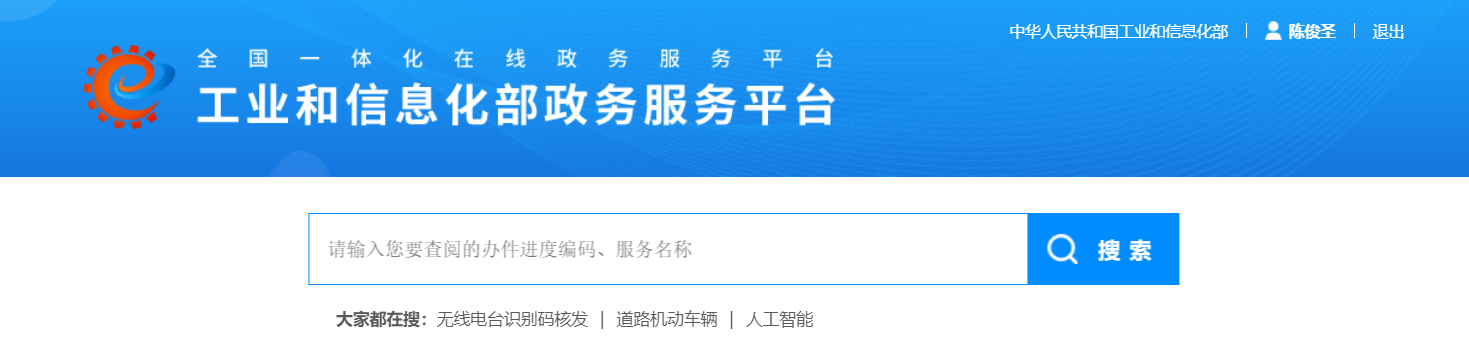 中华人民共和国工业和信息化部 | 陈俊圣 | 退出
全国一体化在线政务服务平台
工业和信息化部政务服务平台
请输入您要查阅的办件进度编码、服务名称
搜索
大家都在搜：无线电台识别码核发 | 道路机动车辆 | 人工智能